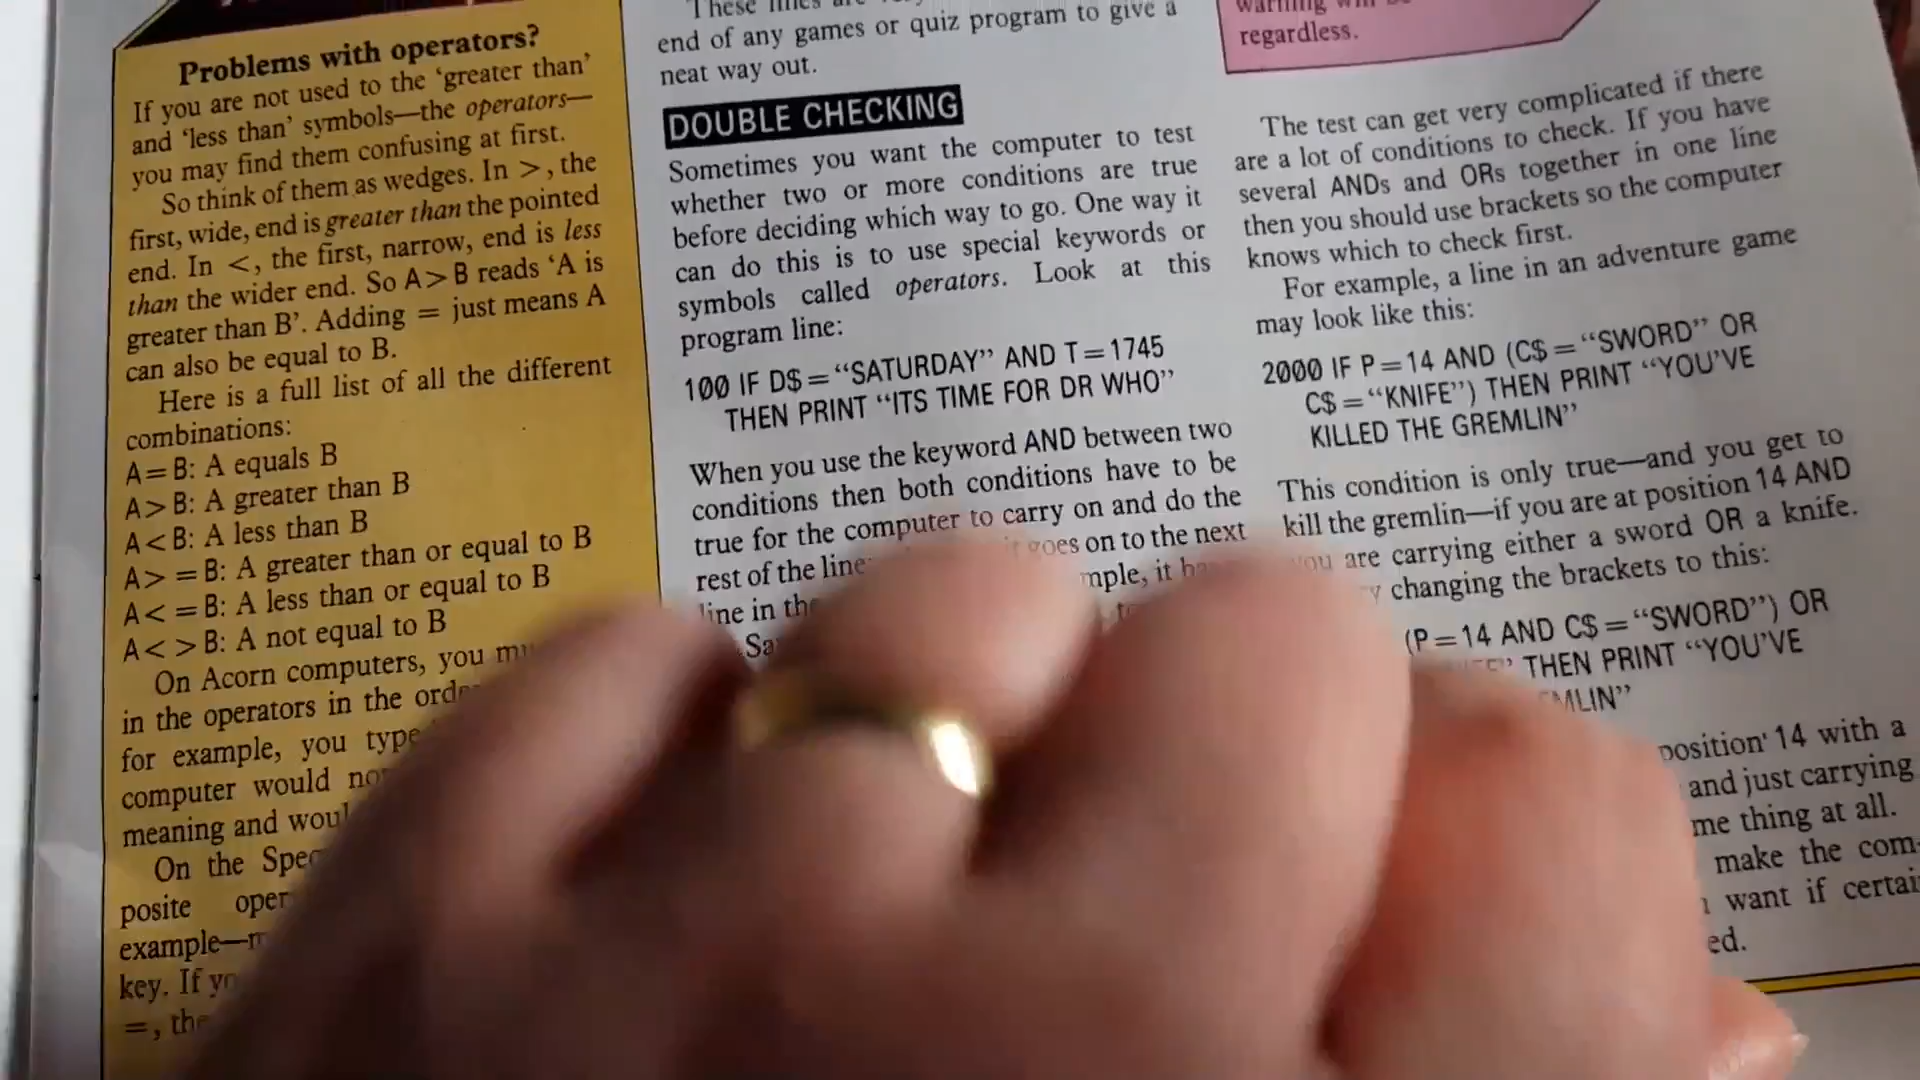 Problems with operators?
If you are not used to the ‘greater than’
and ‘less than’ symbols—the operators—
you may find them confusing at first.
So think of them as wedges. In >, the
first, wide, end is greater than the pointed
end. In <, the first, narrow, end is less
than the wider end. So A>B reads ‘A is
greater than B’. Adding = just means A
can also be equal to B.
Here is a full list of all the different
combinations:
A=B: A equals B
A>B: A greater than B
A<B: A less than B
A>=B: A greater than or equal to B
A<=B: A less than or equal to B
A<>B: A not equal to B
On Acorn computers, you
in the operators in the
for example, you type
computer would
meaning and
On the
posite
example—
key. If
=,
These lines are
end of any games or quiz program to give a
neat way out.
DOUBLE CHECKING
Sometimes you want the computer to test
whether two or more conditions are true
before deciding which way to go. One way it
can do this is to use special keywords or
symbols called operators. Look at this
program line:
100 IF D$=“SATURDAY” AND T=1745
THEN PRINT “ITS TIME FOR DR WHO”
When you use the keyword AND between two
conditions then both conditions have to be
true for the computer to carry on and do the
rest of the line goes on to the next
line in it
regardless.
The test can get very complicated if there
are a lot of conditions to check. If you have
several ANDs and ORs together in one line
then you should use brackets so the computer
knows which to check first.
For example, a line in an adventure game
may look like this:
2000 IF P=14 AND (C$=“SWORD” OR
C$=“KNIFE”) THEN PRINT “YOU'VE
KILLED THE GREMLIN”
This condition is only true—and you get to
kill the gremlin—if you are at position 14 AND
you are carrying either a sword OR a knife.
changing the brackets to this:
(P=14 AND C$=“SWORD”) OR
THEN PRINT “YOU'VE
position 14 with a
and just carrying
thing at all.
make the com-
want if